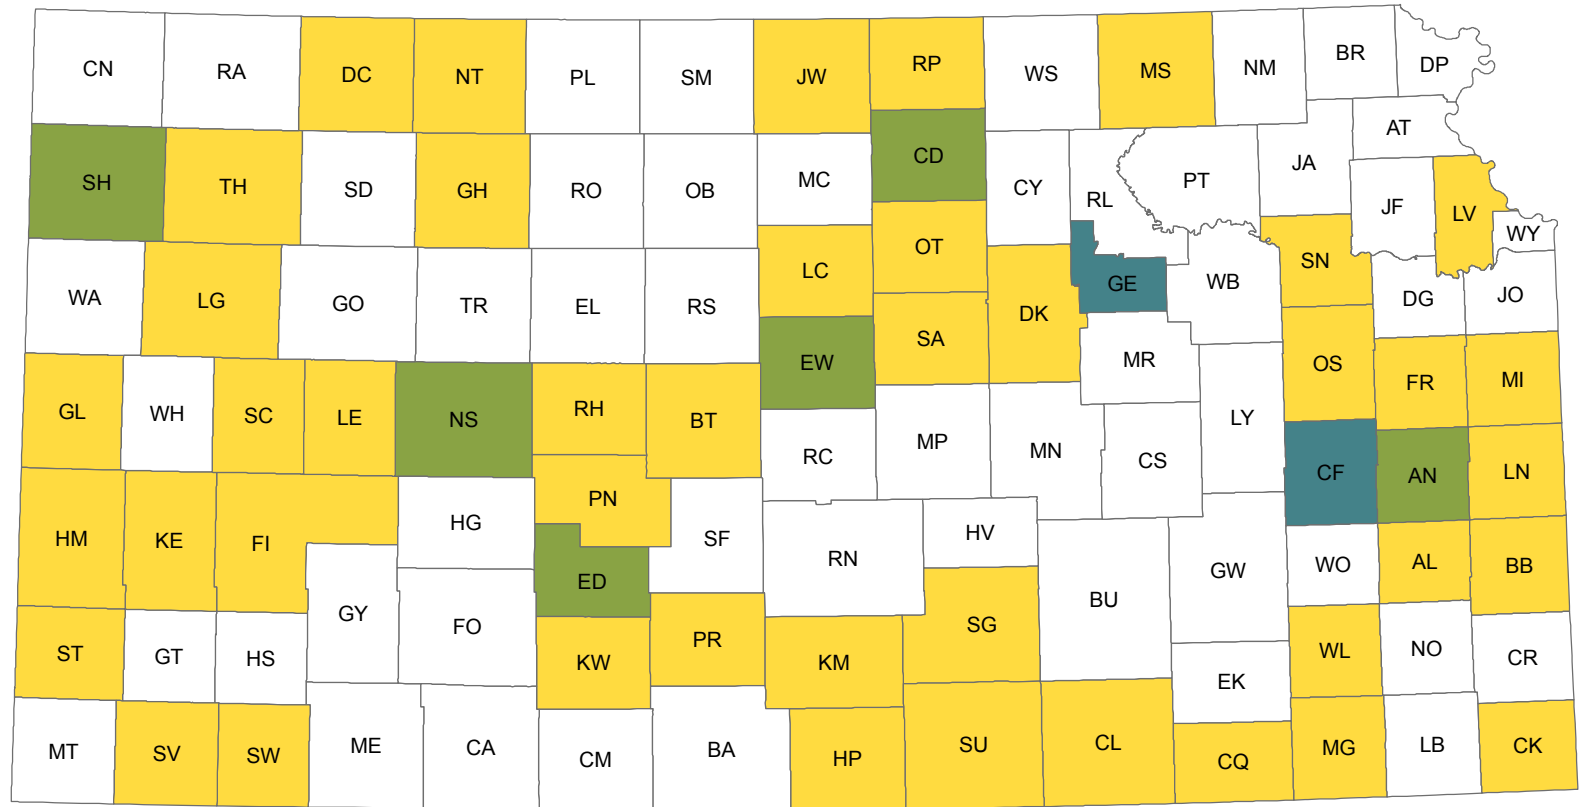 CN RA DC NT PL SM JW RP WS MS NM BR DP
SH TH SD GH RO OB MC CD CY RL PT JA AT JF LV WY
WA LG GO TR EL RS LC OT DK GE WB SN DG JO
GL WH SC LE NS RH BT EW SA MR LY OS FR MI
HM KE FI HG PN SF RC MP MN CS CF AN LN
ST GT HS GY FO ED KW PR RN HV SG BU GW WO AL BB
MT SV SW ME CA CM BA KM HP SU CL EK CQ WL MG NO LB CR CK